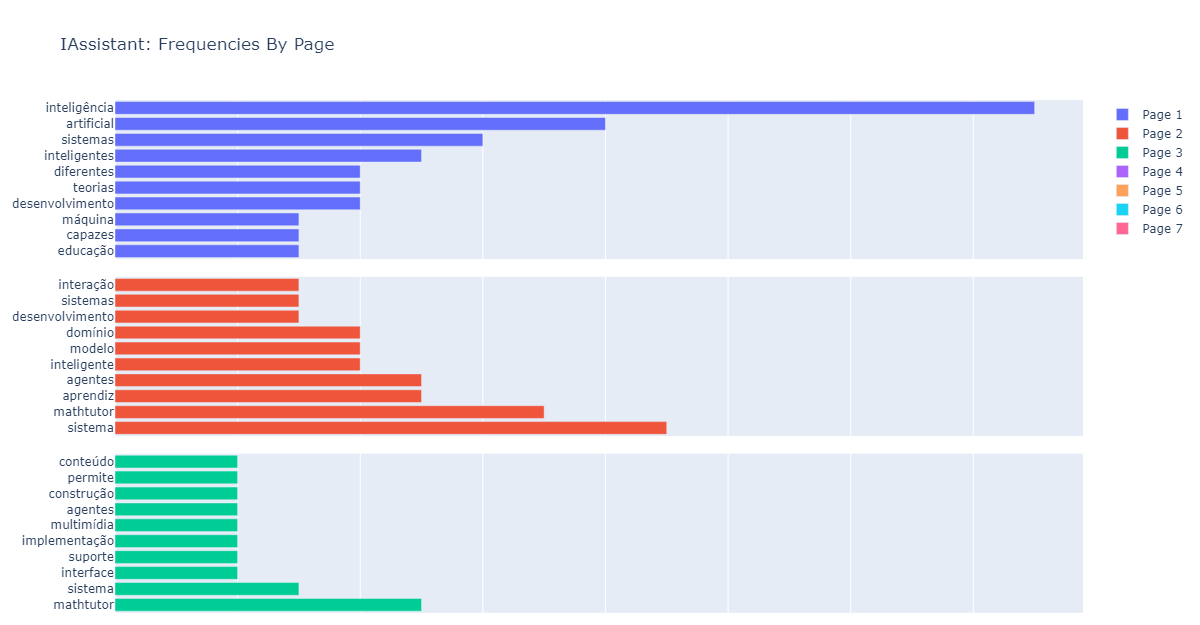 IAssistant: Frequencies By Page
inteligência
artificial
sistemas
inteligentes
diferentes
teorias
desenvolvimento
máquina
capazes
educação
interação
sistemas
desenvolvimento
domínio
modelo
inteligente
agentes
aprendiz
mathtutor
sistema
conteúdo
permite
construção
agentes
multimídia
implementação
suporte
interface
sistema
mathtutor
Page 1
Page 2
Page 3
Page 4
Page 5
Page 6
Page 7